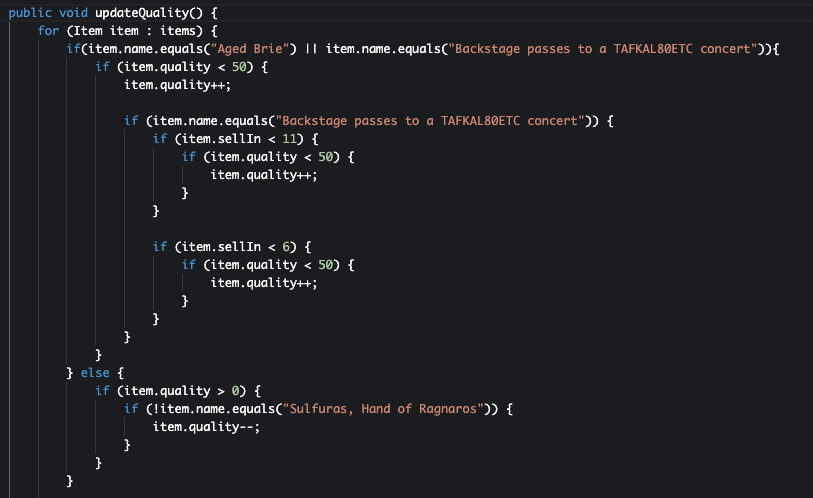 public void updateQuality() {
for (Item item : items) {
if(item.name.equals("Aged Brie") || item.name.equals("Backstage passes to a TAFKAL80ETC concert")){
if (item.quality < 50) {
item.quality++;
if (item.name.equals("Backstage passes to a TAFKAL80ETC concert")) {
if (item.sellIn < 11) {
if (item.quality < 50) {
item.quality++;
}
}
if (item.sellIn < 6) {
if (item.quality < 50) {
item.quality++;
}
}
}
}
} else {
if (item.quality > 0) {
if (!item.name.equals("Sulfuras, Hand of Ragnaros")) {
item.quality--;
}
}
}